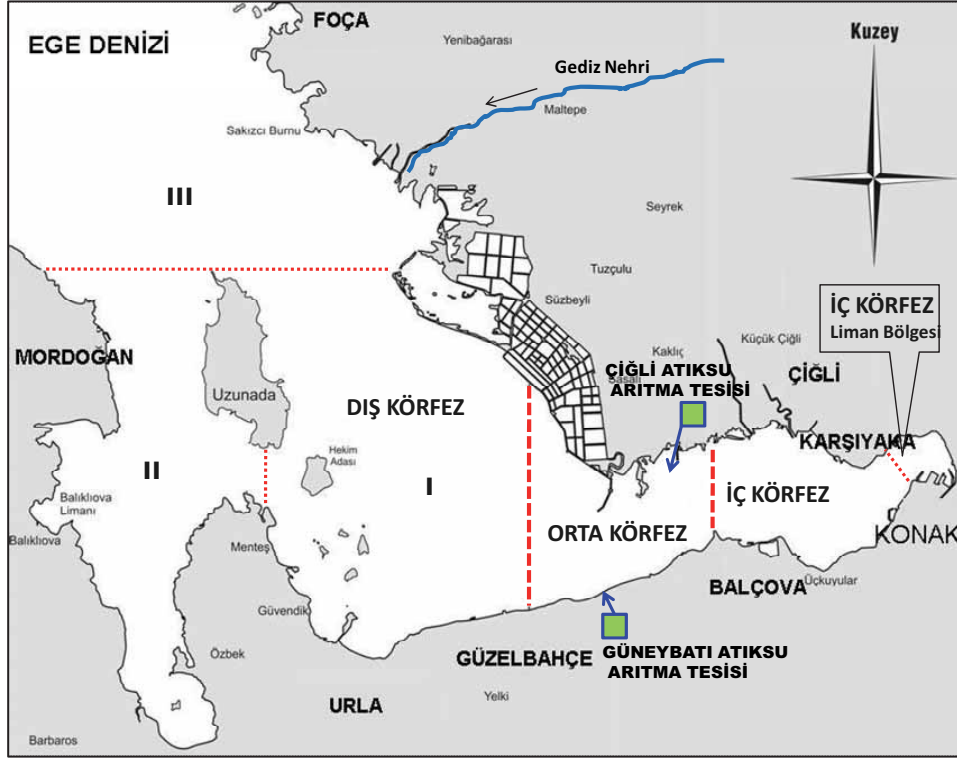 FOÇA
EGE DENİZİ
Yenibağarası
Kuzey
Gediz Nehri
Maltepe
Sakızcı Burnu
III
Seyrek
Tuzçulu
Süzbeyli
İÇ KÖRFEZ
Liman Bölgesi
Küçük Çiğli
Kaklıç
MORDOĞAN
ÇİĞLİ ATIKSU
ARITMA TESİSİ
Sasalı
ÇİĞLİ
Uzunada
DIŞ KÖRFEZ
KARŞIYAKA
Hekim
Adası
II
I
İÇ KÖRFEZ
Balıklıova
Limanı
ORTA KÖRFEZ
KONAK
Balıklıova
Menteş
BALÇOVA
Üçkuyular
Güvendik
GÜZELBAHÇE
GÜNEYBATI ATIKSU
ARITMA TESİSİ
Özbek
Yelki
URLA
Barbaros